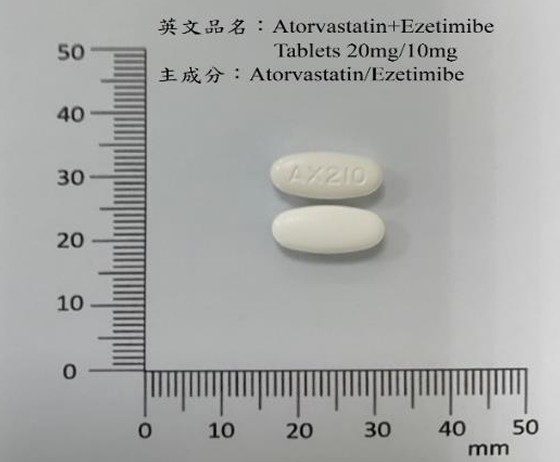 英文品名：Atorvastatin+Ezetimibe
Tablets 20mg/10mg
主成分：Atorvastatin/Ezetimibe
50
40
30
20
10
0
AX210
0 10 20 30 40 50
mm